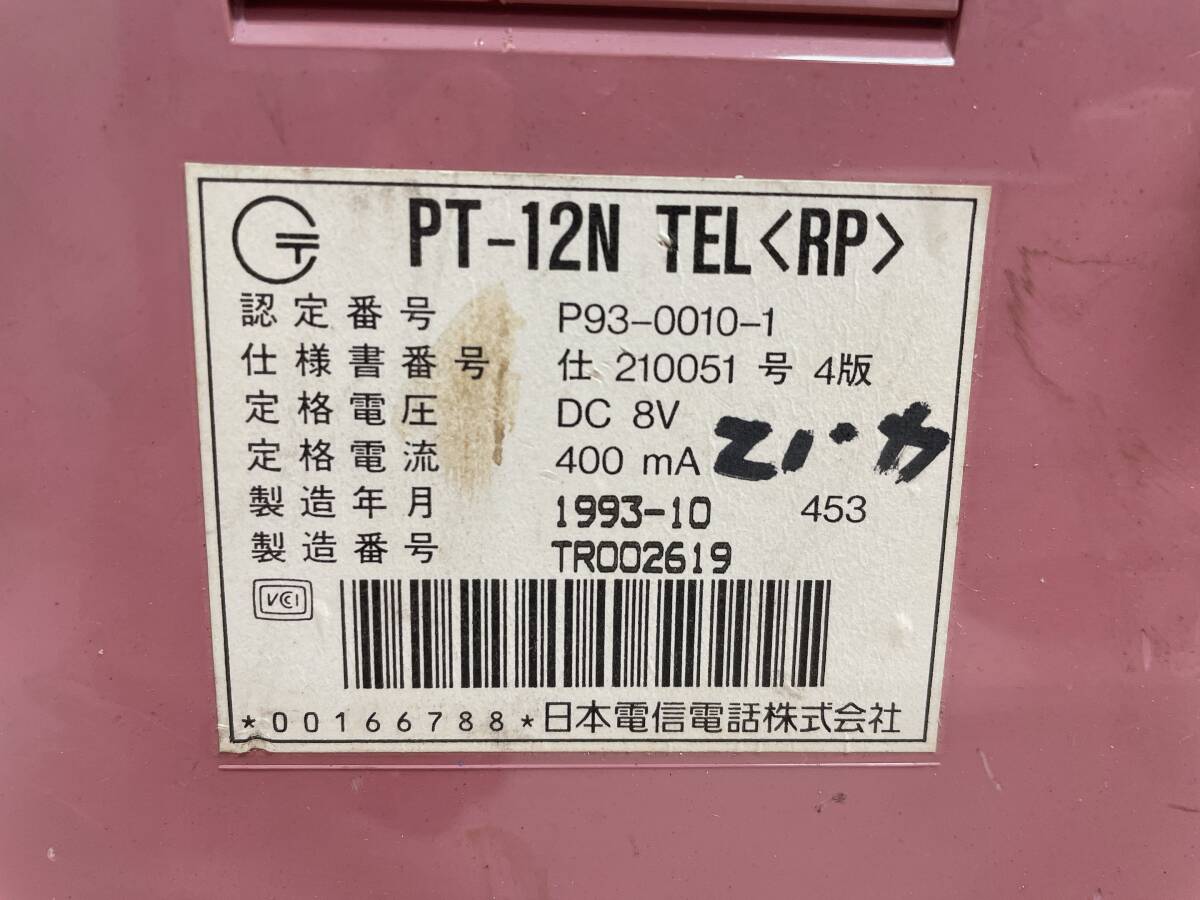 PT-12N TEL<RP>
認定番号 P93-0010-1
仕様書番号 仕 210051 号 4版
定格電圧 DC 8V
定格電流 400 mA
製造年月 1993-10 453
製造番号 TR002619
VCCI
*00166788* 日本電信電話株式会社